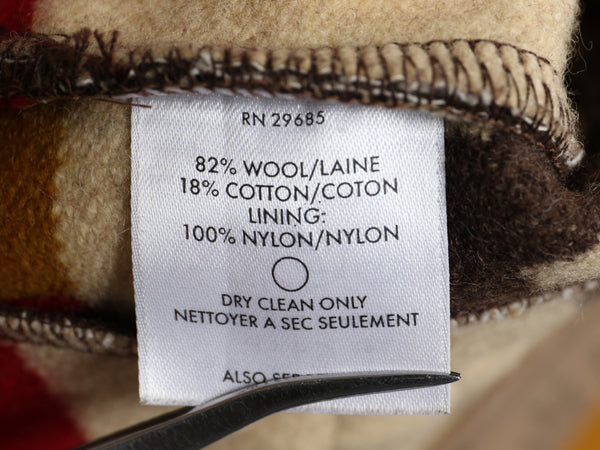 RN 29685
82% WOOL/LAINE
18% COTTON/COTON
LINING:
100% NYLON/NYLON
DRY CLEAN ONLY
NETTOYER A SEC SEULEMENT
ALSO